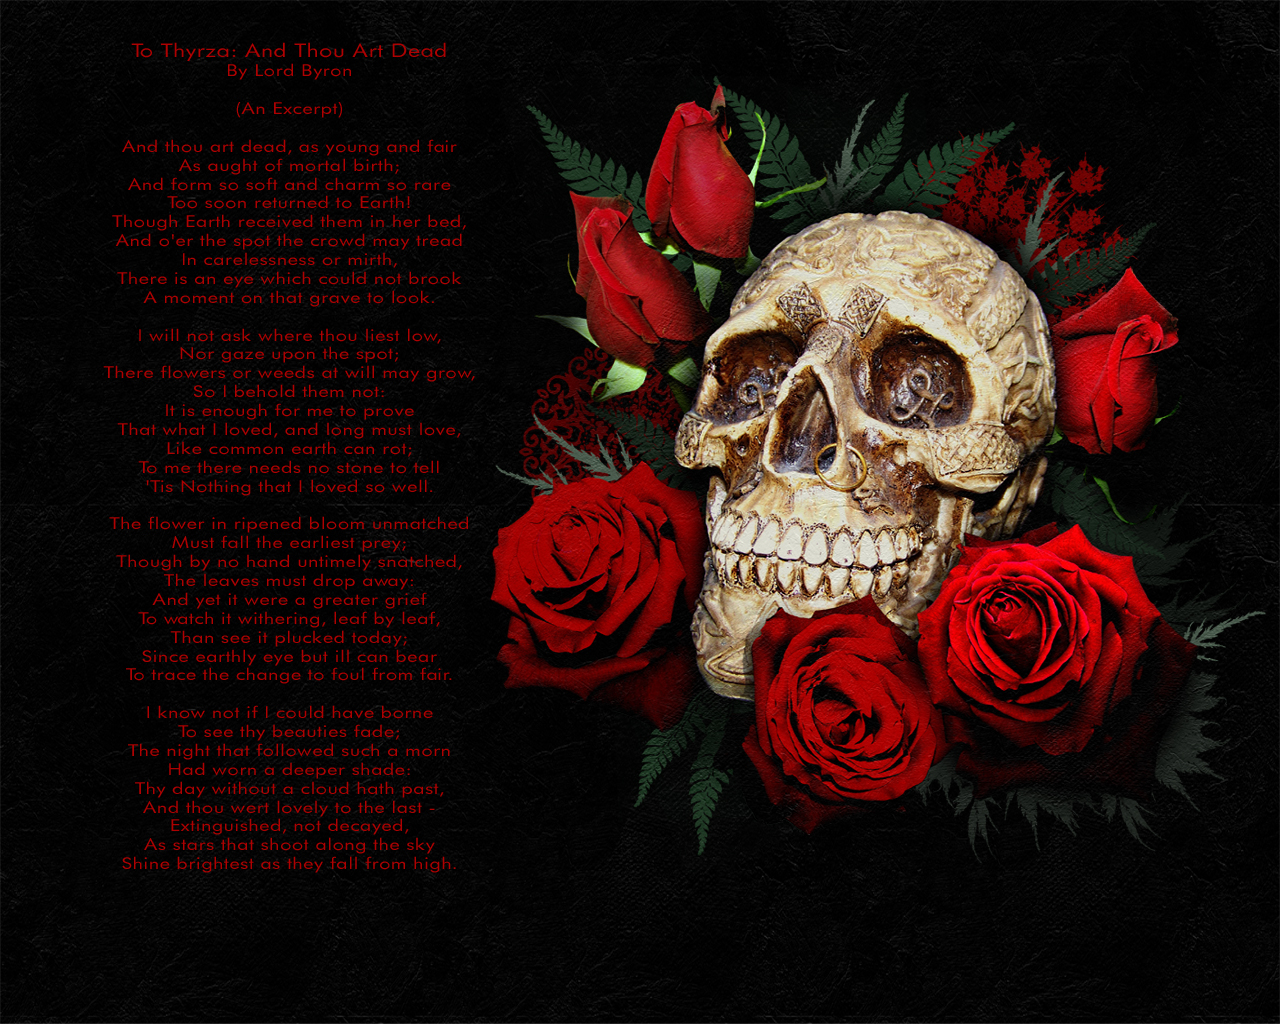 To Thyrza: And Thou Art Dead
By Lord Byron
(An Excerpt)
And thou art dead, as young and fair
As aught of mortal birth;
And form so soft and charm so rare
Too soon returned to Earth!
Though Earth received them in her bed,
And o'er the spot the crawd may tread
In carelessness or mirth,
There is an eye which could not brook
A moment on that grave to look.
I will not ask where thou liest low,
Nor gaze upon the spot;
There flowers or weeds at will may grow,
So I behold them not:
It is enough for me to prove
That what I loved, and long must love,
Like common earth can rot;
To me there needs no stone to tell
'Tis Nothing that I loved so well.
The flower in ripened bloom unmatched
Must fall the earliest prey;
Though by no hand untimely snatched,
The leaves must drop away:
And yet it were a greater grief
To watch it withering, leaf by leaf,
Than see it plucked today;
Since earthly eye but ill can bear
To trace the change to foul from fair.
I know not if I could have borne
To see thy beauties fade;
The night that followed such a morn
Had worn a deeper shade:
Thy day without a cloud hath past,
And thou wert lovely to the last -
Extinguished, not decayed,
As stars that shoot along the sky
Shine brightest as they fall from high.